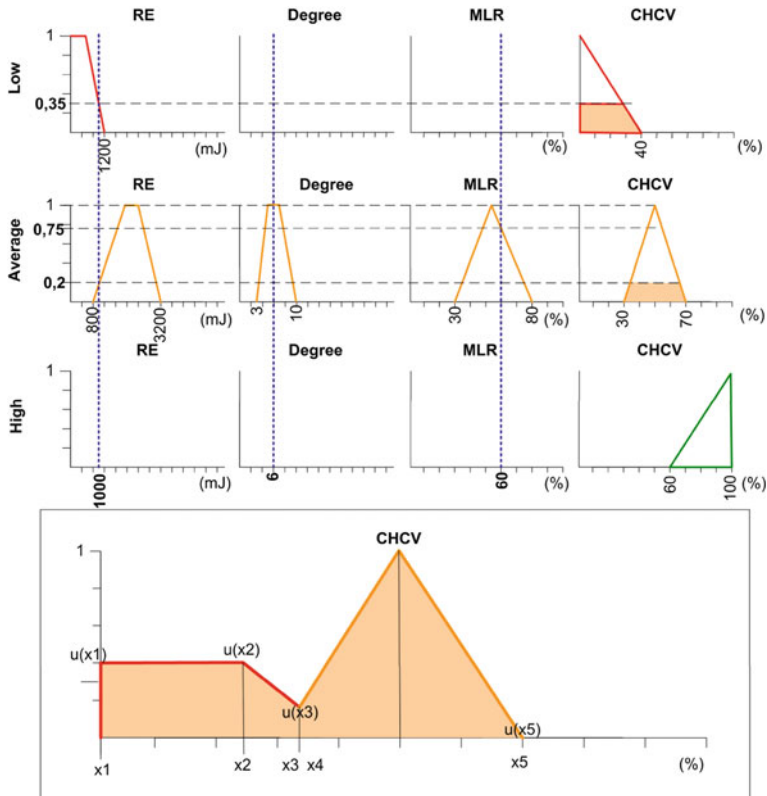 RE Degree MLR CHCV
Low
1
0,35
1200 (mJ) (%) 40 (%)
RE Degree MLR CHCV
Average
1
0,75
0,2
800 3200 (mJ) 3 10 30 80 (%) 30 70 (%)
RE Degree MLR CHCV
High
1
1000 (mJ) 6 60 (%) 60 100 (%)
CHCV
1
u(x1) u(x2)
u(x3)
u(x5)
x1 x2 x3 x4 x5 (%)